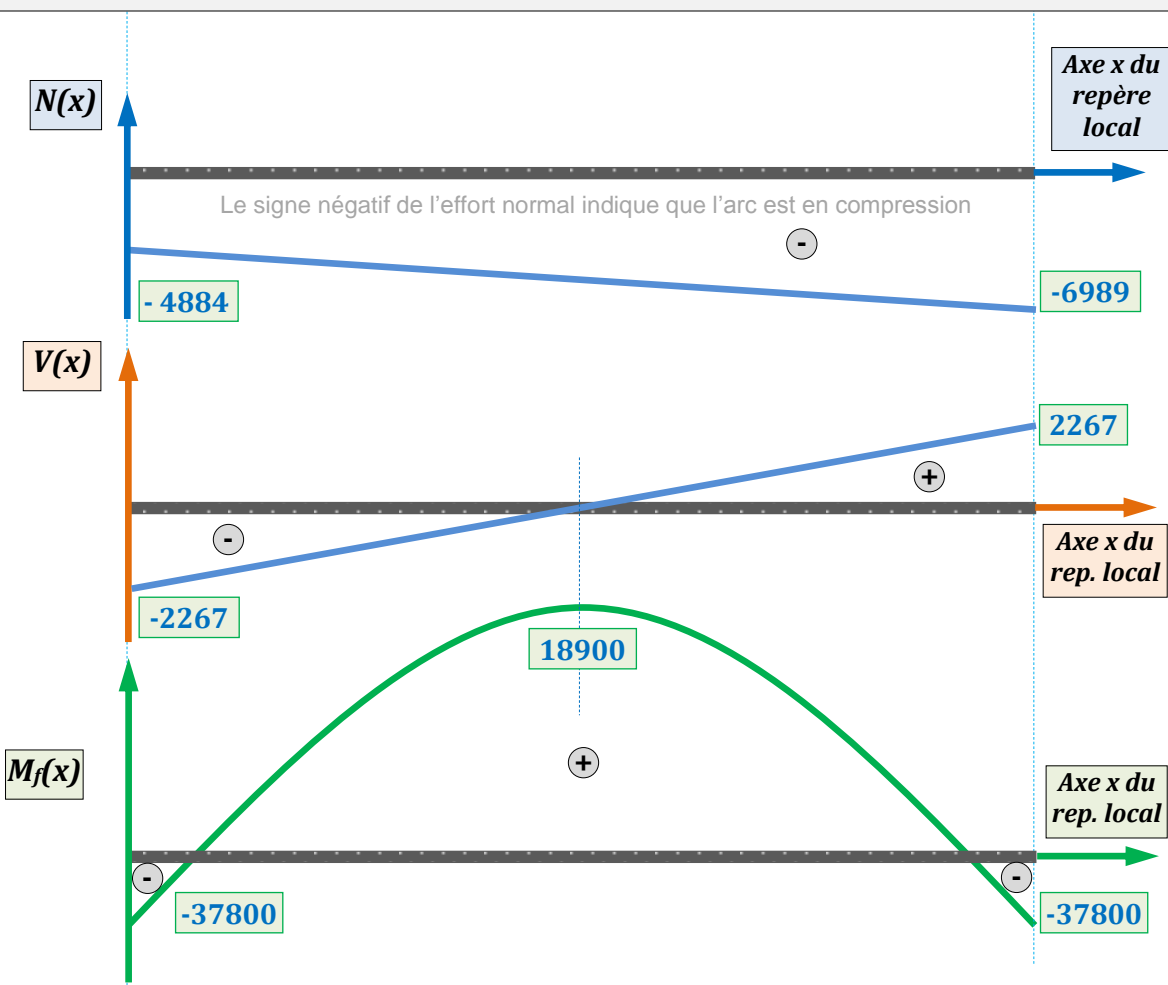 Axe x du
repère
local
N(x)
Le signe négatif de l’effort normal indique que l’arc est en compression
-
- 4884
-6989
V(x)
2267
+
-
Axe x du
rep. local
-2267
18900
Mf(x)
+
Axe x du
rep. local
-
-
-37800
-37800